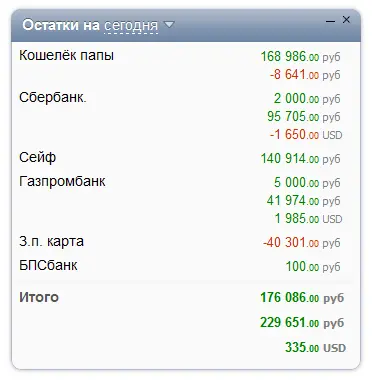 Остатки на сегодня
Кошелёк папы 168 986.00 руб
-8 641.00 руб
Сбербанк. 2 000.00 руб
95 705.00 руб
-1 650.00 USD
Сейф 140 914.00 руб
Газпромбанк 5 000.00 руб
41 974.00 руб
1 985.00 USD
З.п. карта -40 301.00 руб
БПСбанк 100.00 руб
Итого 176 086.00 руб
229 651.00 руб
335.00 USD